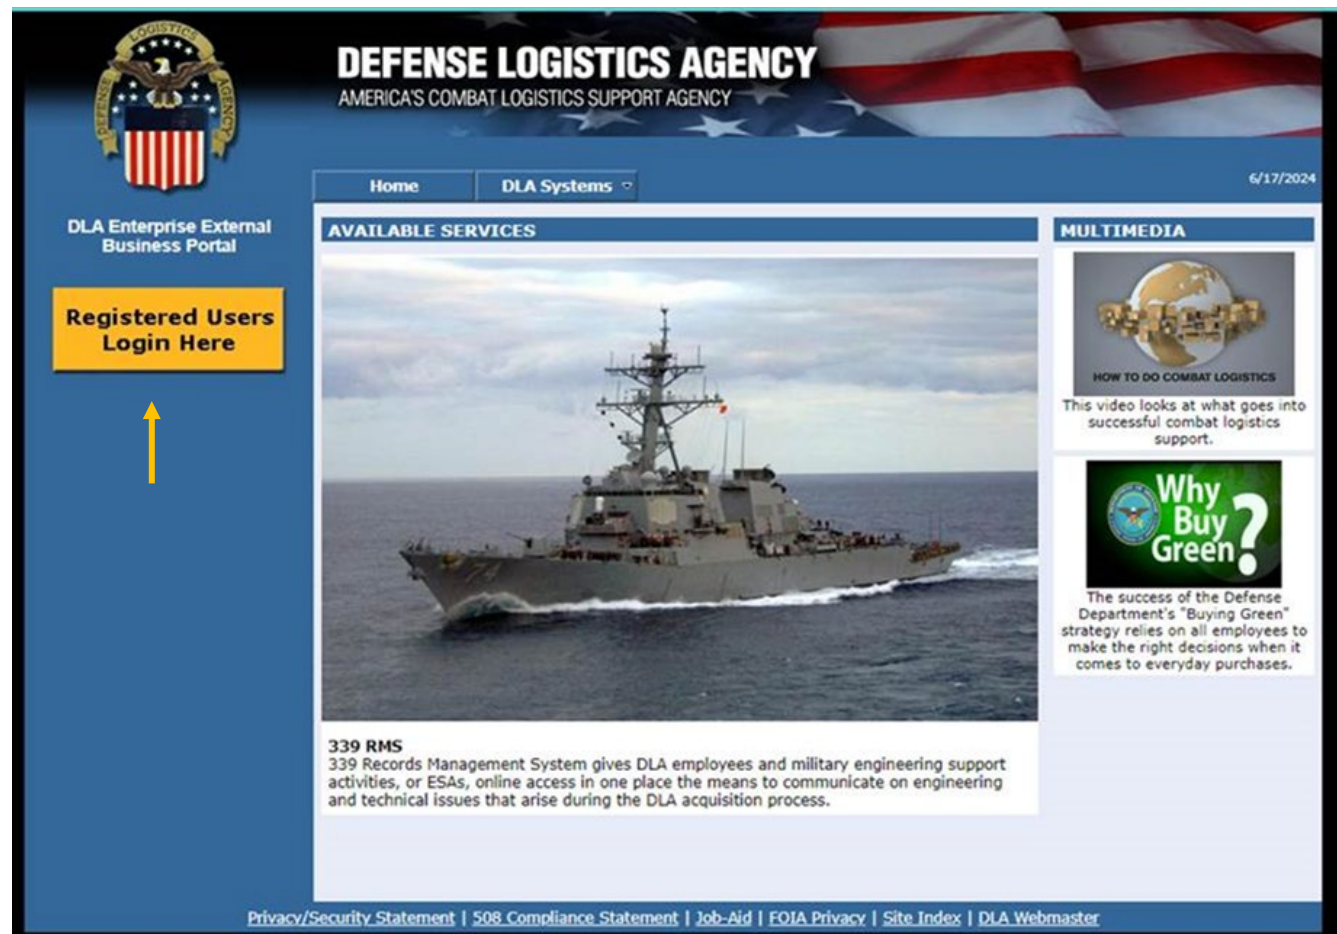 DEFENSE
LOGISTICS
AGENCY
DEFENSE LOGISTICS AGENCY
AMERICA'S COMBAT LOGISTICS SUPPORT AGENCY
Home
DLA Systems
6/17/2024
DLA Enterprise External
Business Portal
Registered Users
Login Here
AVAILABLE SERVICES
74
339 RMS
339 Records Management System gives DLA employees and military engineering support
activities, or ESAs, online access in one place the means to communicate on engineering
and technical issues that arise during the DLA acquisition process.
MULTIMEDIA
HOW TO DO COMBAT LOGISTICS
This video looks at what goes into
successful combat logistics
support.
Why
Buy
Green?
The success of the Defense
Department's "Buying Green"
strategy relies on all employees to
make the right decisions when it
comes to everyday purchases.
Privacy/Security Statement | 508 Compliance Statement | Job-Aid | FOIA Privacy | Site Index | DLA Webmaster